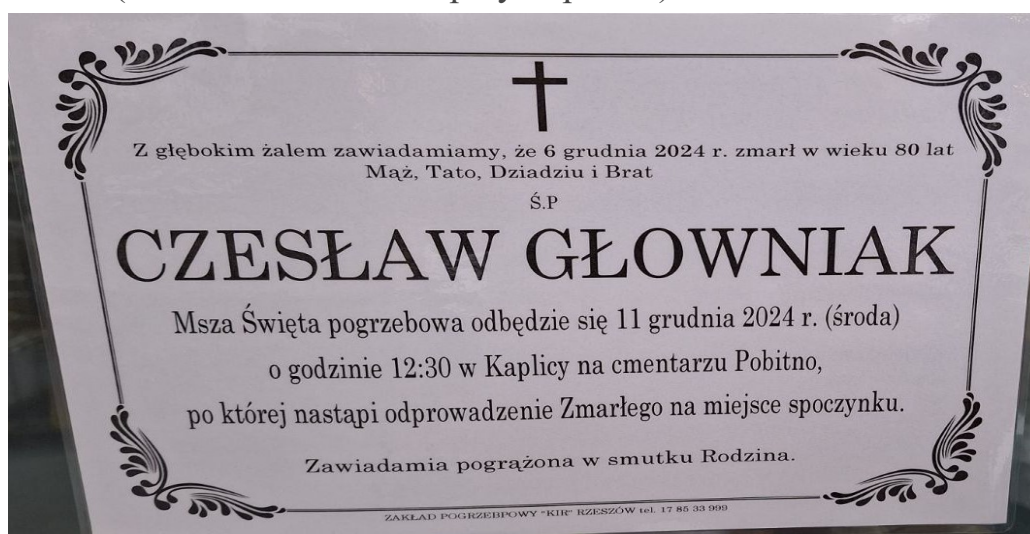 Z głębokim żalem zawiadamiamy, że 6 grudnia 2024 r. zmarł w wieku 80 lat
Mąż, Tato, Dziadziu i Brat
Ś.P
CZESŁAW GŁOWNIAK
Msza Święta pogrzebowa odbędzie się 11 grudnia 2024 r. (środa)
o godzinie 12:30 w Kaplicy na cmentarzu Pobitno,
po której nastąpi odprowadzenie Zmarłego na miejsce spoczynku.
Zawiadamia pogrążona w smutku Rodzina.
ZAKŁAD POGRZEBPOWY "KIR" RZESZÓW tel. 17 85 33 999